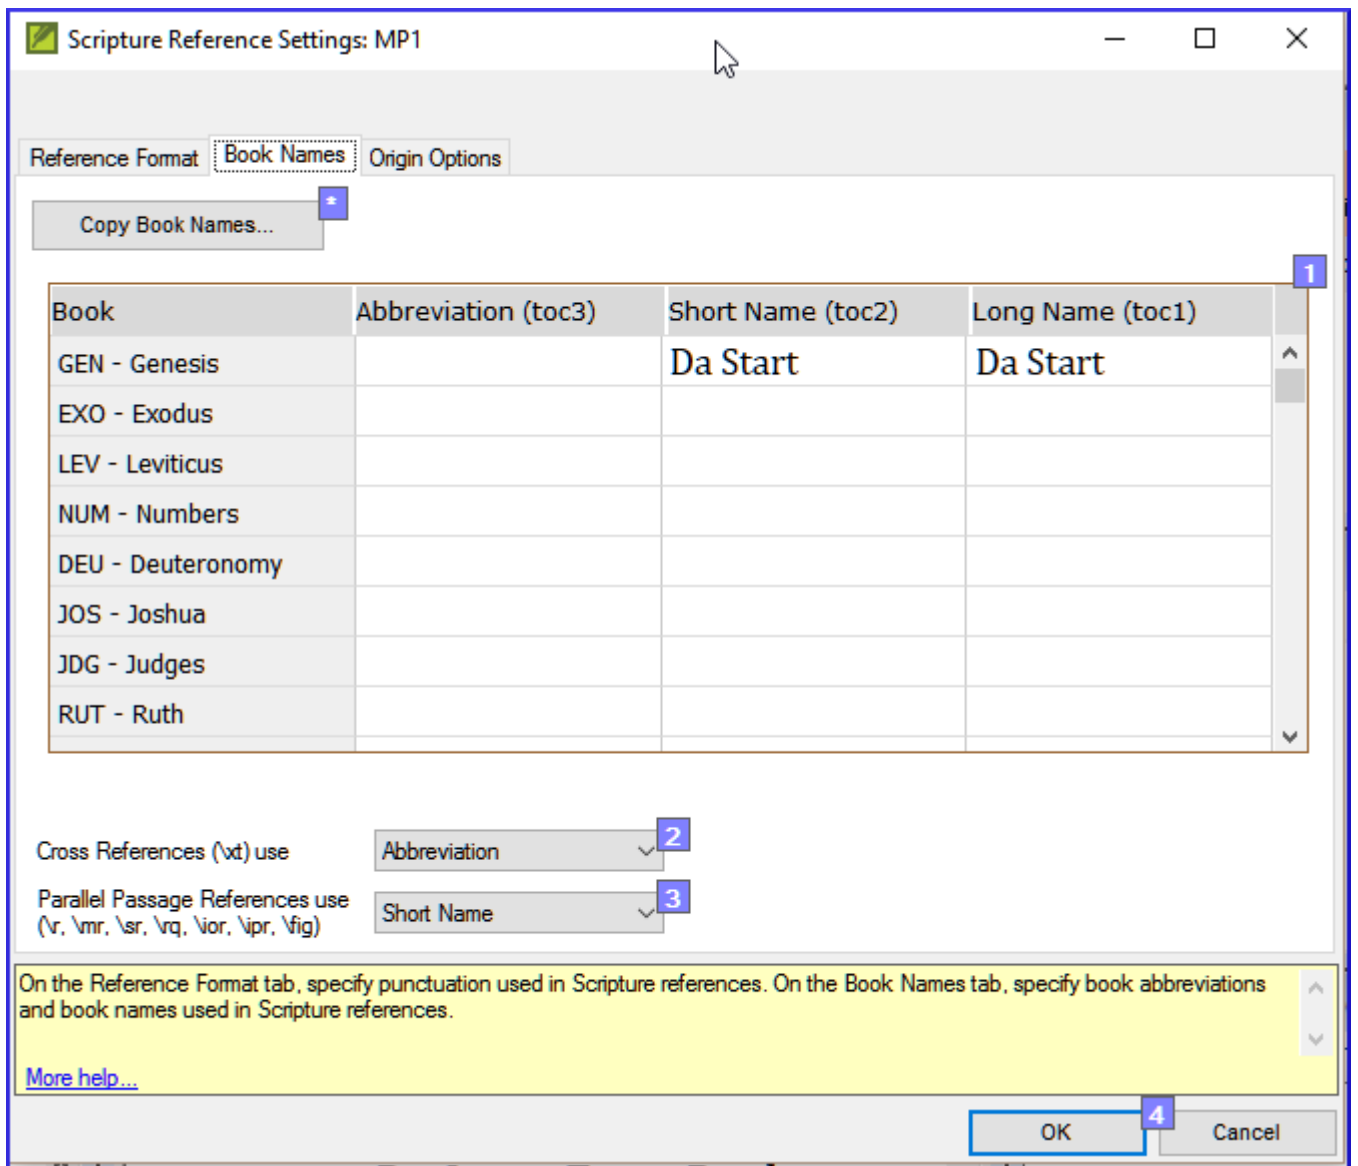 Scripture Reference Settings: MP1
Reference Format Book Names Origin Options
Copy Book Names... *
1
Book Abbreviation (toc3) Short Name (toc2) Long Name (toc1)
GEN - Genesis Da Start Da Start
EXO - Exodus
LEV - Leviticus
NUM - Numbers
DEU - Deuteronomy
JOS - Joshua
JDG - Judges
RUT - Ruth
Cross References (\xt) use Abbreviation 2
Parallel Passage References use
(\r, \mr, \sr, \rq, \ior, \ipr, \fig) Short Name 3
On the Reference Format tab, specify punctuation used in Scripture references. On the Book Names tab, specify book abbreviations
and book names used in Scripture references.
More help...
OK 4 Cancel